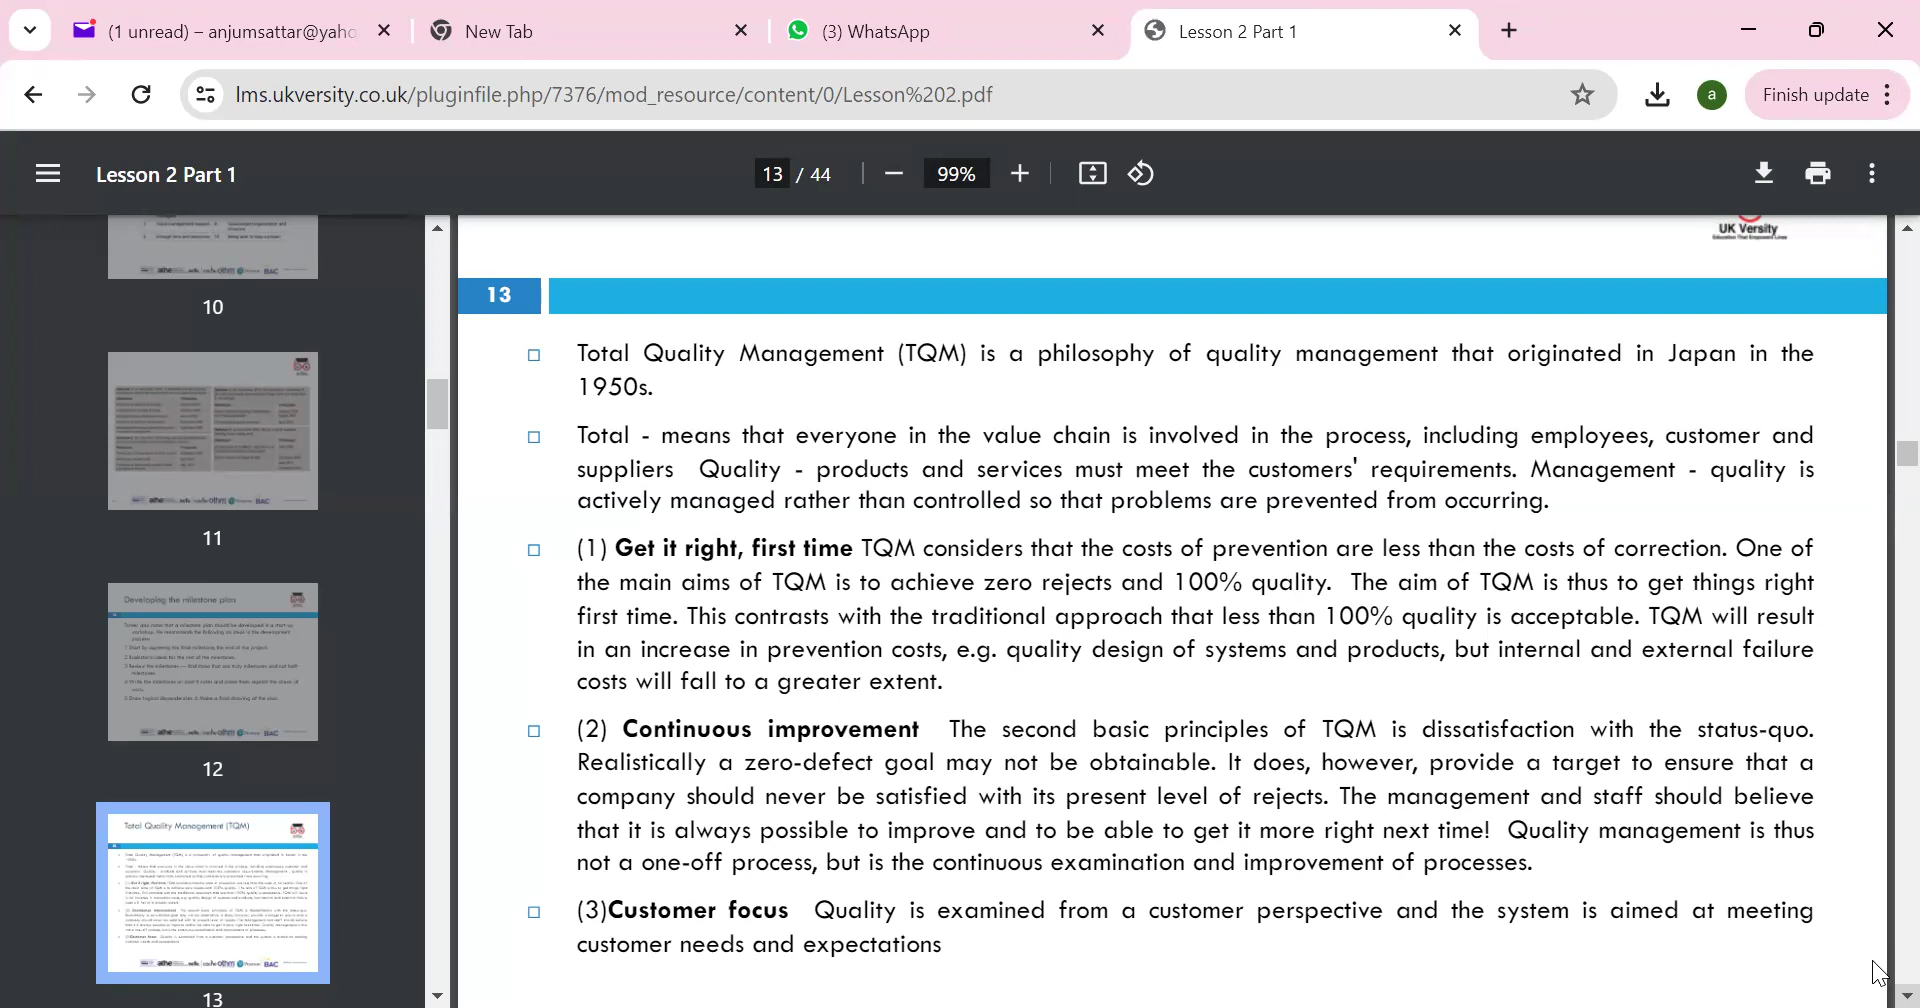 (1 unread) – anjumsattar@yaho
New Tab
(3) WhatsApp
Lesson 2 Part 1
lms.ukversity.co.uk/pluginfile.php/7376/mod_resource/content/0/Lesson%202.pdf
a
Finish update
Lesson 2 Part 1
13 / 44
99%
10
11
Developing the milestone plan
12
Total Quality Management (TQM)
13
UK Versity
13
Total Quality Management (TQM) is a philosophy of quality management that originated in Japan in the
1950s.
Total - means that everyone in the value chain is involved in the process, including employees, customer and
suppliers Quality - products and services must meet the customers' requirements. Management - quality is
actively managed rather than controlled so that problems are prevented from occurring.
(1) Get it right, first time TQM considers that the costs of prevention are less than the costs of correction. One of
the main aims of TQM is to achieve zero rejects and 100% quality. The aim of TQM is thus to get things right
first time. This contrasts with the traditional approach that less than 100% quality is acceptable. TQM will result
in an increase in prevention costs, e.g. quality design of systems and products, but internal and external failure
costs will fall to a greater extent.
(2) Continuous improvement The second basic principles of TQM is dissatisfaction with the status-quo.
Realistically a zero-defect goal may not be obtainable. It does, however, provide a target to ensure that a
company should never be satisfied with its present level of rejects. The management and staff should believe
that it is always possible to improve and to be able to get it more right next time! Quality management is thus
not a one-off process, but is the continuous examination and improvement of processes.
(3)Customer focus Quality is examined from a customer perspective and the system is aimed at meeting
customer needs and expectations